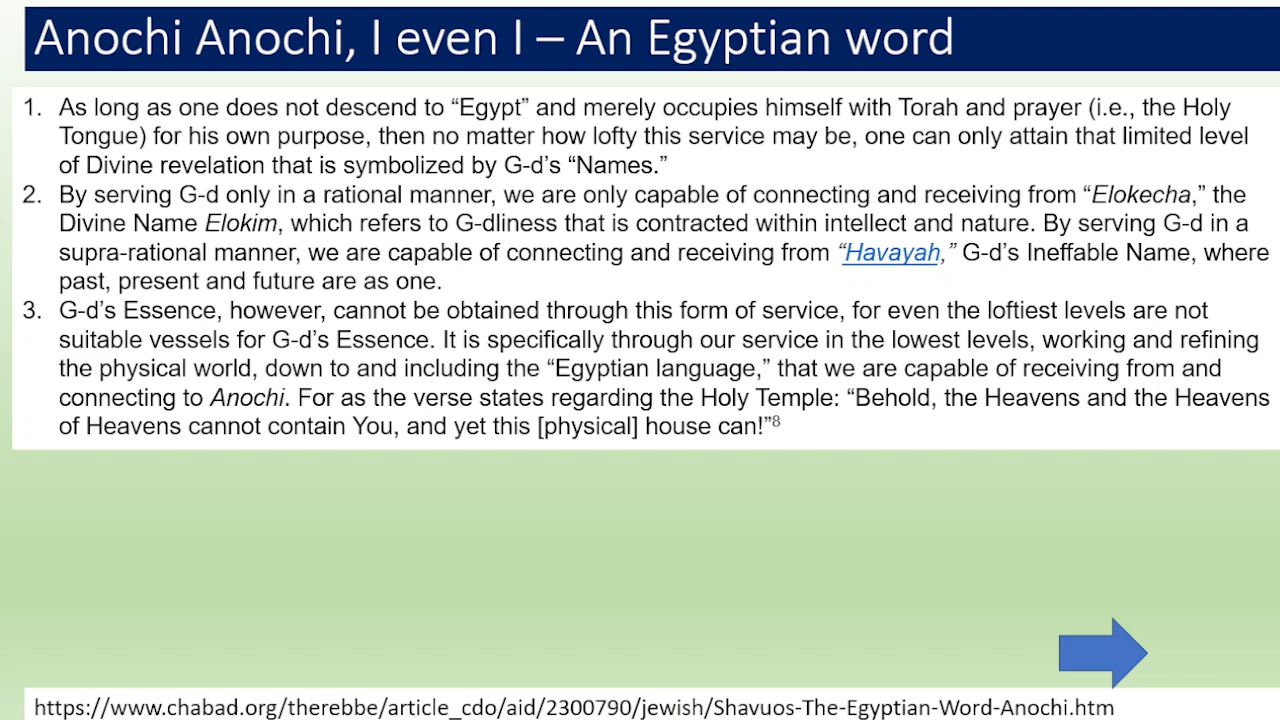 Anochi Anochi, I even I – An Egyptian word
1. As long as one does not descend to “Egypt” and merely occupies himself with Torah and prayer (i.e., the Holy
Tongue) for his own purpose, then no matter how lofty this service may be, one can only attain that limited level
of Divine revelation that is symbolized by G-d’s “Names.”
2. By serving G-d only in a rational manner, we are only capable of connecting and receiving from “Elokecha,” the
Divine Name Elokim, which refers to G-dliness that is contracted within intellect and nature. By serving G-d in a
supra-rational manner, we are capable of connecting and receiving from “Havayah,” G-d’s Ineffable Name, where
past, present and future are as one.
3. G-d’s Essence, however, cannot be obtained through this form of service, for even the loftiest levels are not
suitable vessels for G-d’s Essence. It is specifically through our service in the lowest levels, working and refining
the physical world, down to and including the “Egyptian language,” that we are capable of receiving from and
connecting to Anochi. For as the verse states regarding the Holy Temple: “Behold, the Heavens and the Heavens
of Heavens cannot contain You, and yet this [physical] house can!”⁸
https://www.chabad.org/therebbe/article_cdo/aid/2300790/jewish/Shavuos-The-Egyptian-Word-Anochi.htm